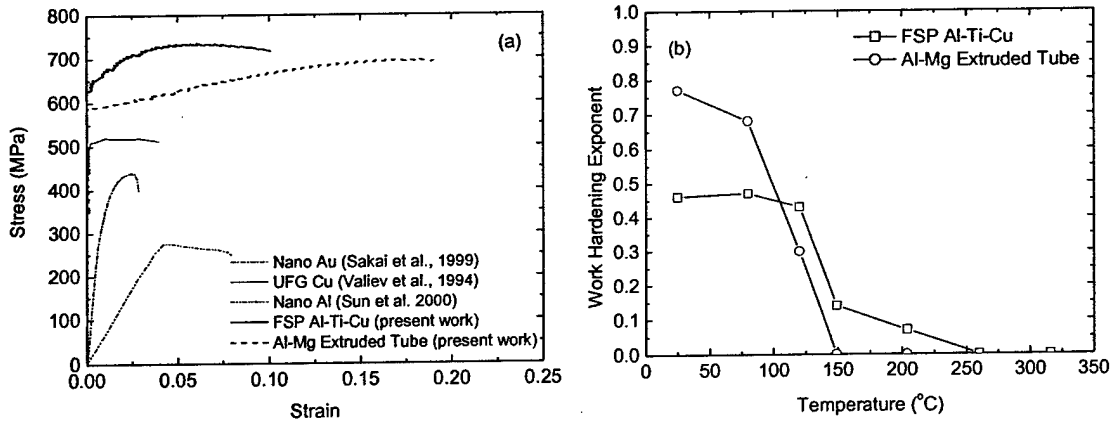 (a)
800
700
600
500
400
300
200
100
0
Stress (MPa)
0.00 0.05 0.10 0.15 0.20 0.25
Strain
Nano Au (Sakai et al., 1999)
UFG Cu (Valiev et al., 1994)
Nano Al (Sun et al. 2000)
FSP Al-Ti-Cu (present work)
Al-Mg Extruded Tube (present work)
(b)
FSP Al-Ti-Cu
Al-Mg Extruded Tube
1.0
0.9
0.8
0.7
0.6
0.5
0.4
0.3
0.2
0.1
0.0
Work Hardening Exponent
0 50 100 150 200 250 300 350
Temperature (°C)